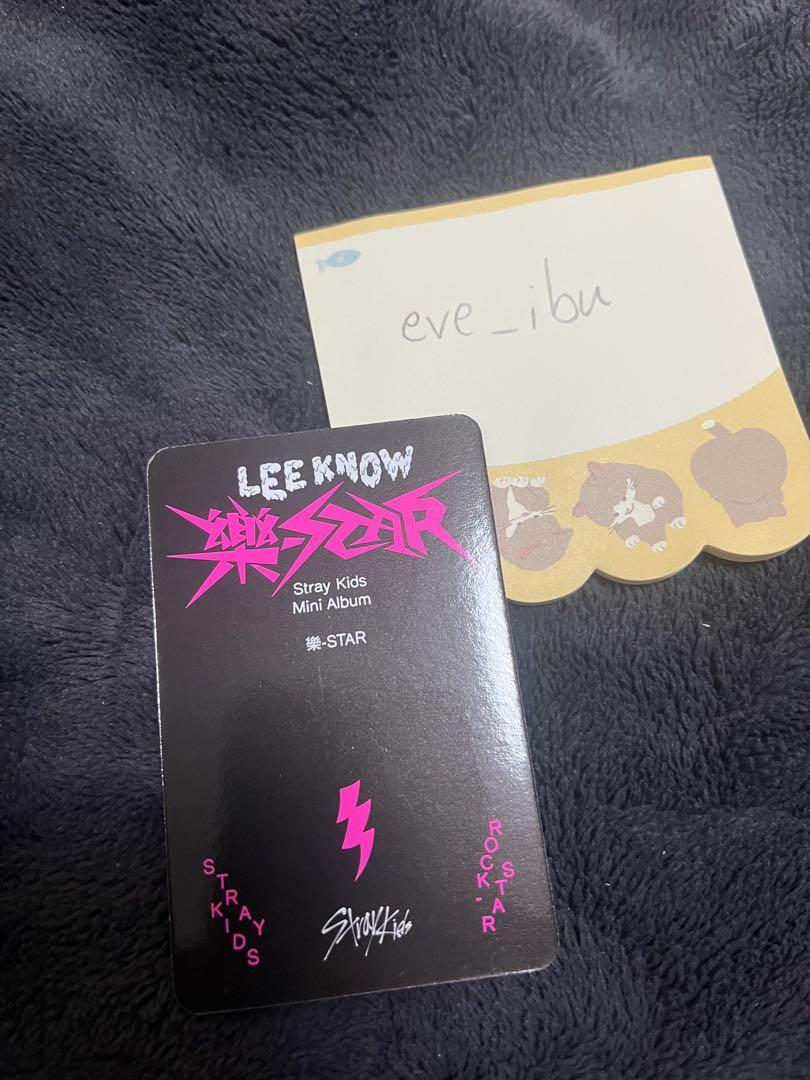 eve_ibu
LEE KNOW
樂-STAR
Stray Kids
Mini Album
樂-STAR
STRAY
KIDS
Stray Kids
ROCK-
STAR